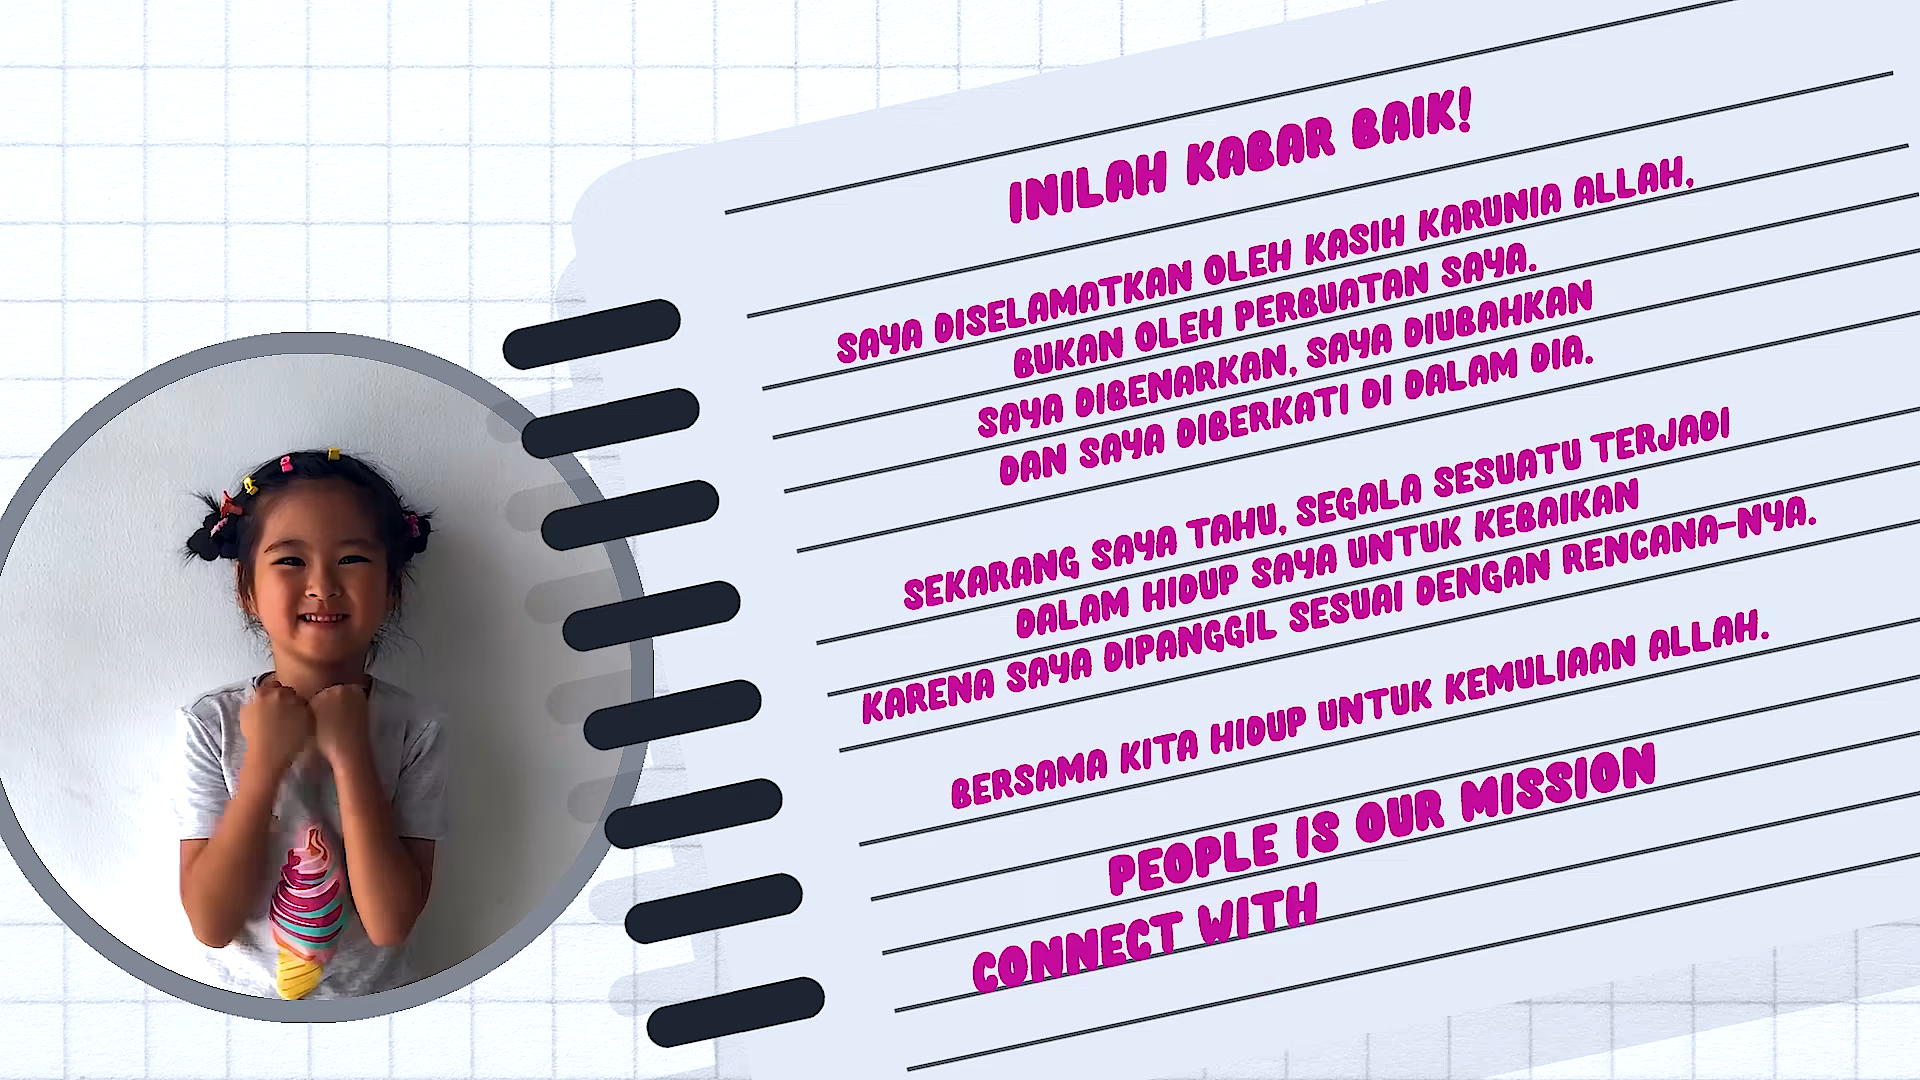 INILAH KABAR BAIK!
SAYA DISELAMATKAN OLEH KASIH KARUNIA ALLAH,
BUKAN OLEH PERBUATAN SAYA.
SAYA DIBENARKAN, SAYA DIUBAHKAN
DAN SAYA DIBERKATI DI DALAM DIA.
SEKARANG SAYA TAHU, SEGALA SESUATU TERJADI
DALAM HIDUP SAYA UNTUK KEBAIKAN
KARENA SAYA DIPANGGIL SESUAI DENGAN RENCANA-NYA.
BERSAMA KITA HIDUP UNTUK KEMULIAAN ALLAH.
PEOPLE IS OUR MISSION
CONNECT WITH